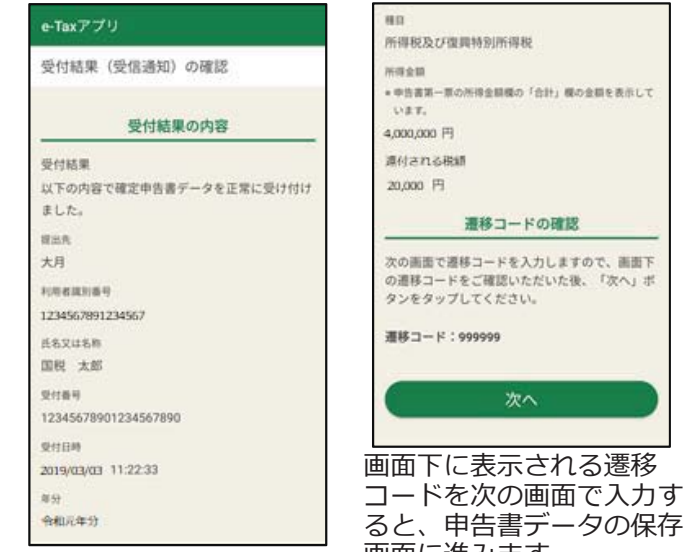 e-Taxアプリ
受付結果（受信通知）の確認
受付結果の内容
受付結果
以下の内容で確定申告書データを正常に受け付け
ました。
提出先
大月
利用者識別番号
1234567891234567
氏名又は名称
国税 太郎
受付番号
12345678901234567890
受付日時
2019/03/03 11:22:33
年分
令和元年分
種目
所得税及び復興特別所得税
所得金額
* 申告書第一票の所得金額欄の「合計」欄の金額を表示して
います。
4,000,000 円
還付される税額
20,000 円
遷移コードの確認
次の画面で遷移コードを入力しますので、画面下
の遷移コードをご確認いただいた後、「次へ」ボ
タンをタップしてください。
遷移コード：999999
次へ
画面下に表示される遷移
コードを次の画面で入力す
ると、申告書データの保存
画面に進みます